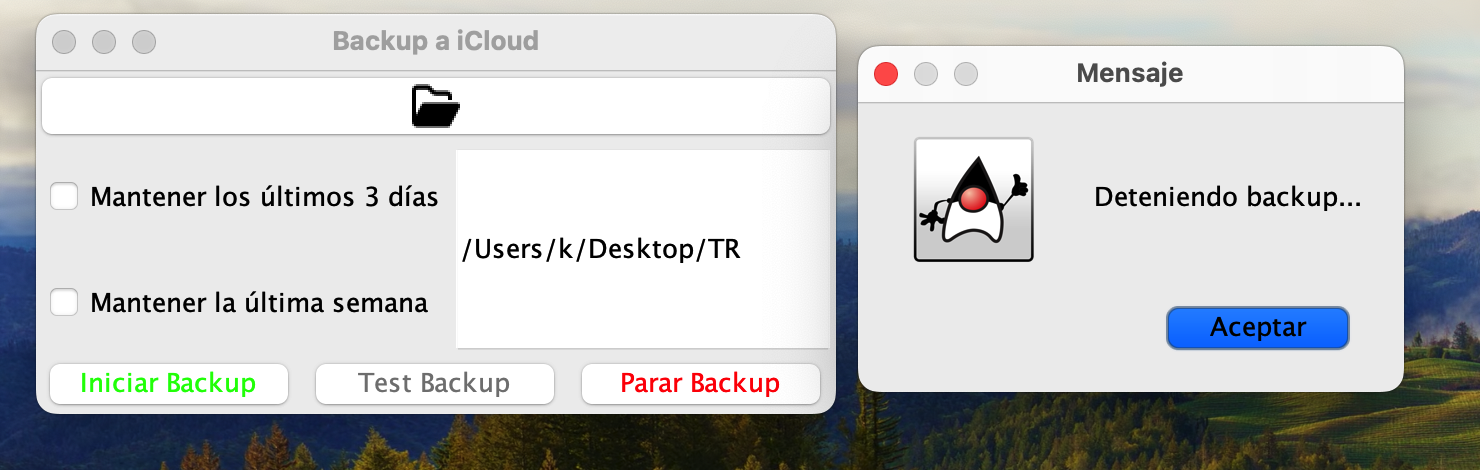 Backup a iCloud
Mantener los últimos 3 días
/Users/k/Desktop/TR
Mantener la última semana
Iniciar Backup
Test Backup
Parar Backup
Mensaje
Deteniendo backup...
Aceptar